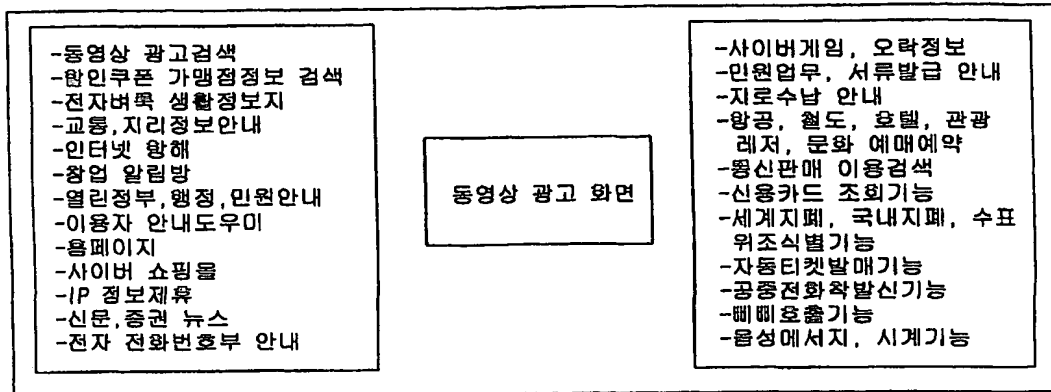 -동영상 광고검색
-할인쿠폰 가맹점정보 검색
-전자벼룩 생활정보지
-교통,지리정보안내
-인터넷 항해
-창업 알림방
-열린정부,행정,민원안내
-이용자 안내도우미
-홈페이지
-사이버 쇼핑몰
-IP 정보제휴
-신문,증권 뉴스
-전자 전화번호부 안내
동영상 광고 화면
-사이버게임, 오락정보
-민원업무, 서류발급 안내
-지로수납 안내
-항공, 철도, 호텔, 관광
레저, 문화 예매예약
-통신판매 이용검색
-신용카드 조회기능
-세계지폐, 국내지폐, 수표
위조식별기능
-자동티켓발매기능
-공중전화착발신기능
-삐삐호출기능
-음성메세지, 시계기능